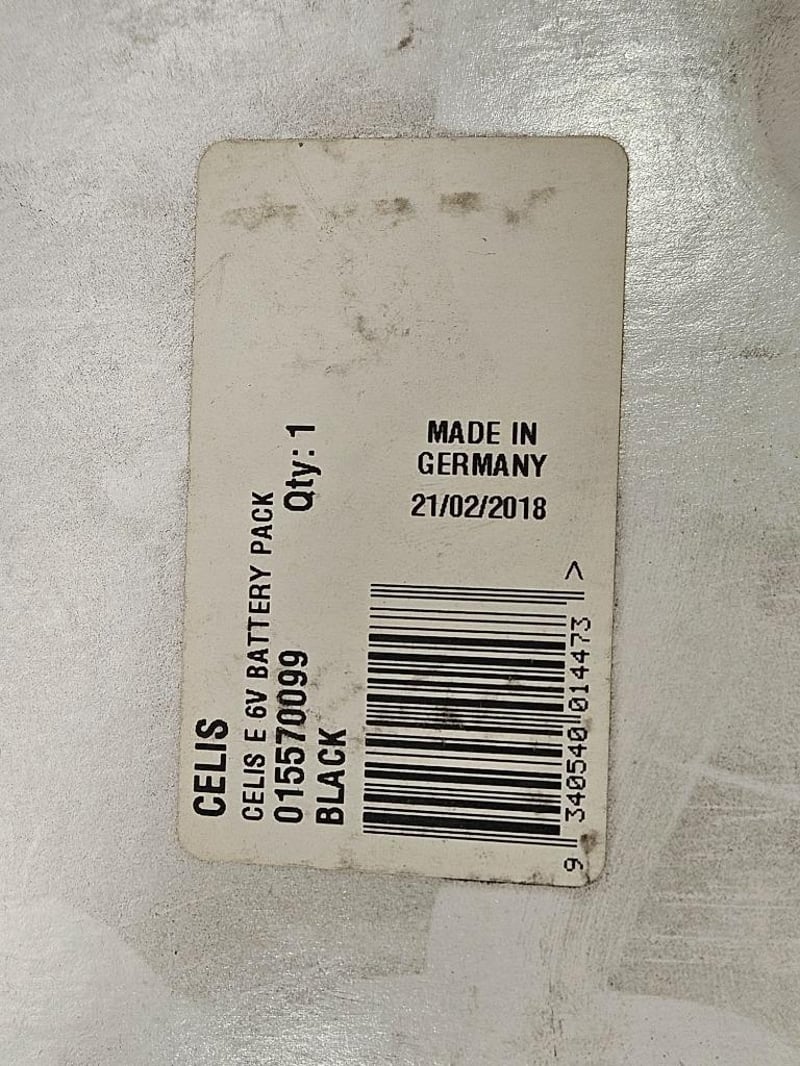 CELIS
CELIS E 6V BATTERY PACK
015570099
Qty: 1
BLACK
MADE IN
GERMANY
21/02/2018
9 340540 014473 >